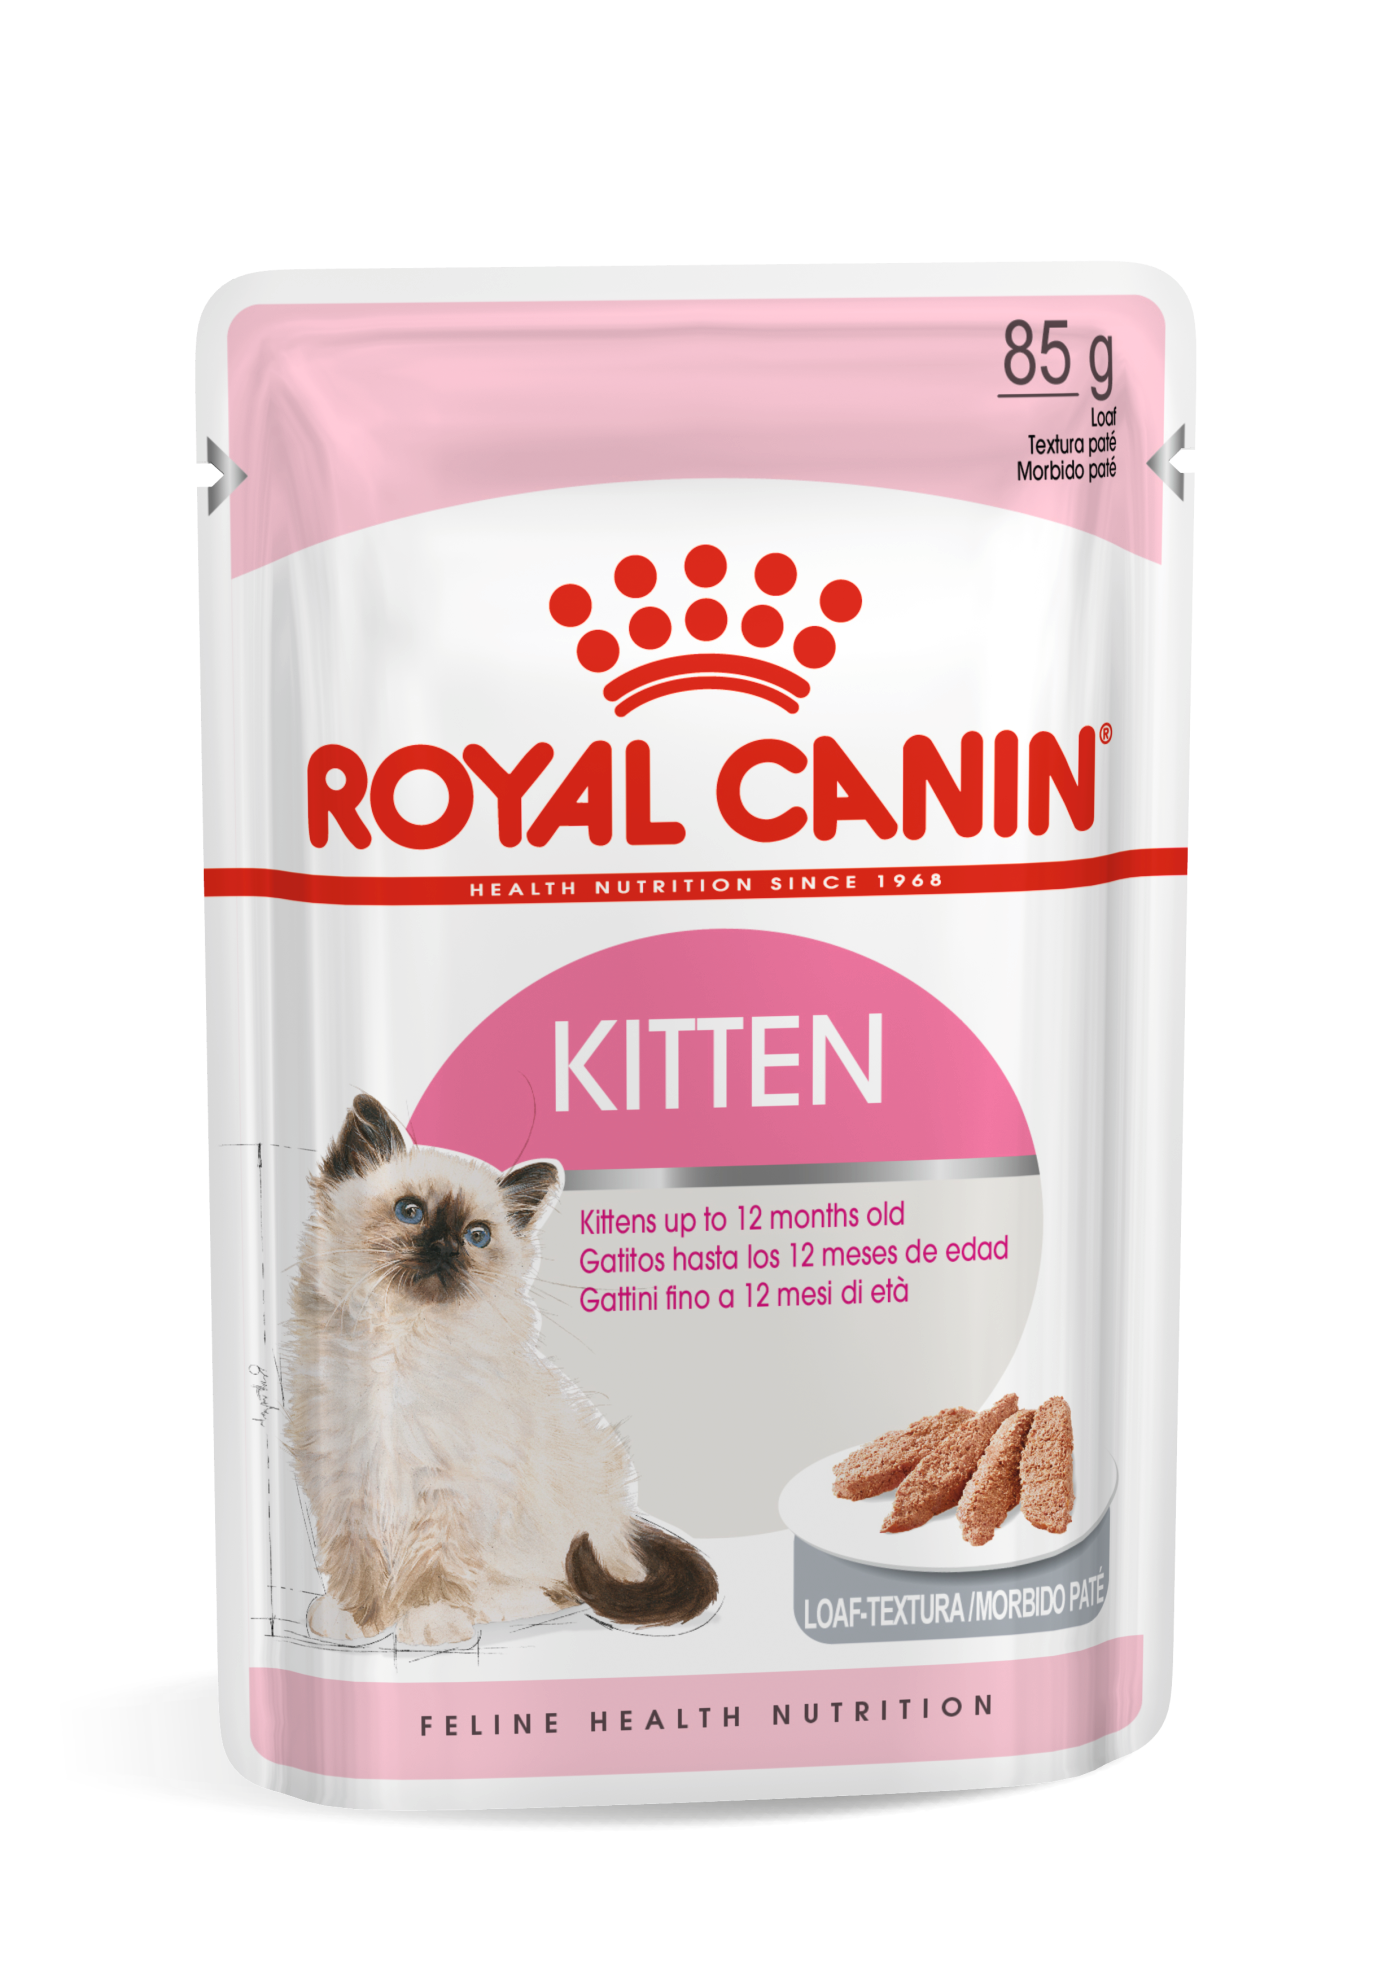 85 g
Loaf
Textura paté
Morbido paté
ROYAL CANIN®
HEALTH NUTRITION SINCE 1968
KITTEN
Kittens up to 12 months old
Gatitos hasta los 12 meses de edad
Gattini fino a 12 mesi di età
LOAF-TEXTURA/MORBIDO PATÉ
FELINE HEALTH NUTRITION